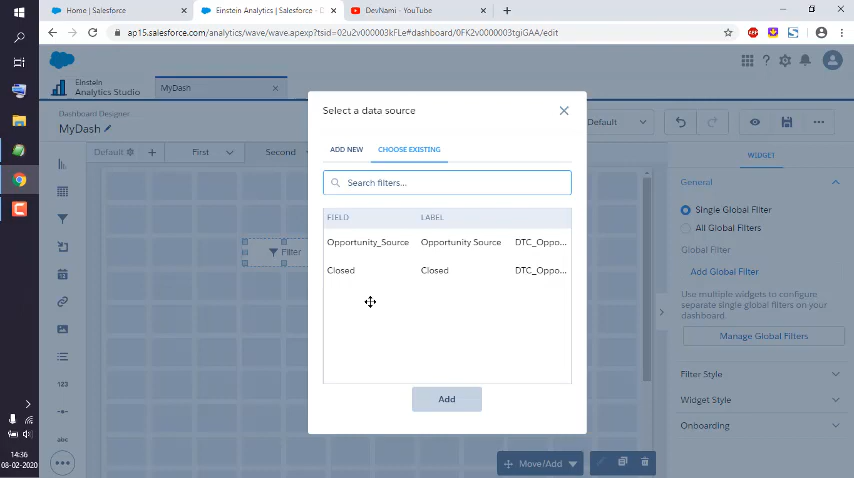 Home | Salesforce
Einstein Analytics | Salesforce - D
DevNami - YouTube
ap15.salesforce.com/analytics/wave/wave.apexp?tsid=02u2v000003kFLe#dashboard/0FK2v0000003tgiGAA/edit
Einstein
Analytics Studio
MyDash
Dashboard Designer...
MyDash
Default
Default
First
Second
Filter
Select a data source
ADD NEW
CHOOSE EXISTING
Search filters...
FIELD LABEL
Opportunity_Source Opportunity Source DTC_Oppo...
Closed Closed DTC_Oppo...
Add
WIDGET
General
Single Global Filter
All Global Filters
Global Filter
Add Global Filter
Use multiple widgets to configure
separate single global filters on your
dashboard.
Manage Global Filters
Filter Style
Widget Style
Onboarding
Move/Add
123
abc
14:36
08-02-2020